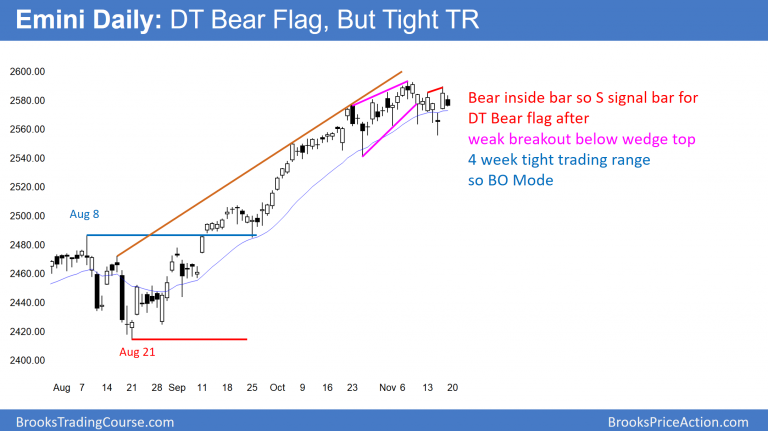 Emini Daily: DT Bear Flag, But Tight TR
2600.00
2580.00
2560.00
2540.00
2520.00
2500.00
2480.00
2460.00
2440.00
2420.00
2400.00
Aug 8
Aug 21
Bear inside bar so S signal bar for
DT Bear flag after
weak breakout below wedge top
4 week tight trading range
so BO Mode
Aug 7 14 21 28 Sep 11 18 25 Oct 9 16 23 Nov 6 13 20
BrooksTradingCourse.com
BrooksPriceAction.com